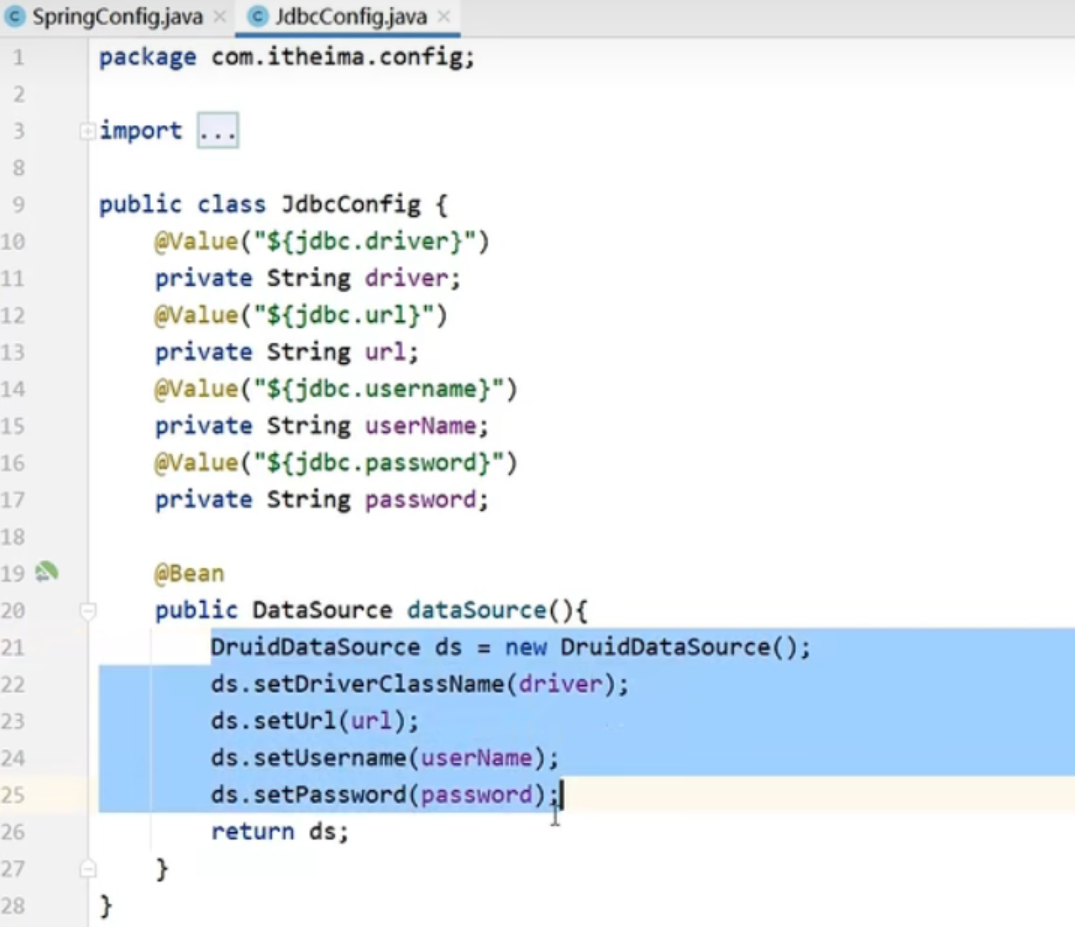 SpringConfig.java JdbcConfig.java
1 package com.itheima.config;
2
3 import ...
8
9 public class JdbcConfig {
10 @Value("${jdbc.driver}")
11 private String driver;
12 @Value("${jdbc.url}")
13 private String url;
14 @Value("${jdbc.username}")
15 private String userName;
16 @Value("${jdbc.password}")
17 private String password;
18
19 @Bean
20 public DataSource dataSource(){
21 DruidDataSource ds = new DruidDataSource();
22 ds.setDriverClassName(driver);
23 ds.setUrl(url);
24 ds.setUsername(userName);
25 ds.setPassword(password);
26 return ds;
27 }
28 }